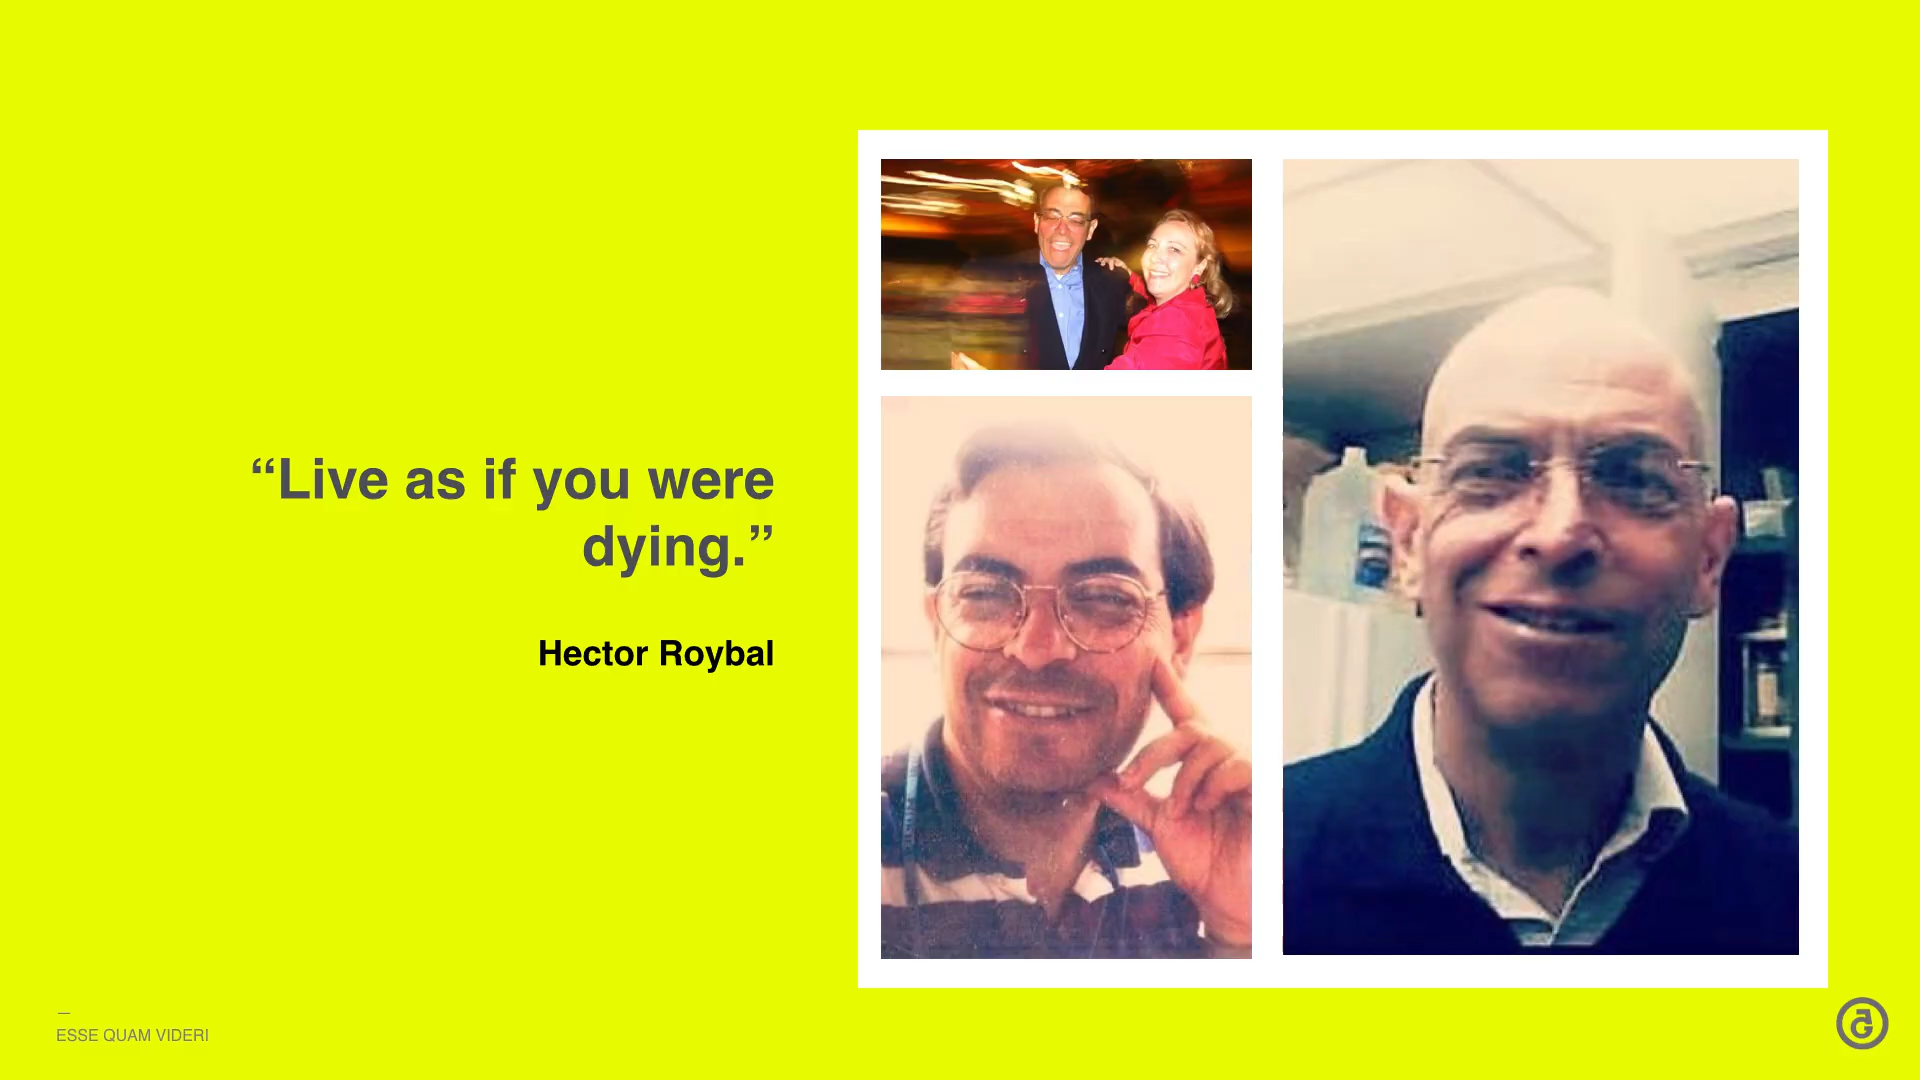 “Live as if you were
dying.”
Hector Roybal
—
ESSE QUAM VIDERI